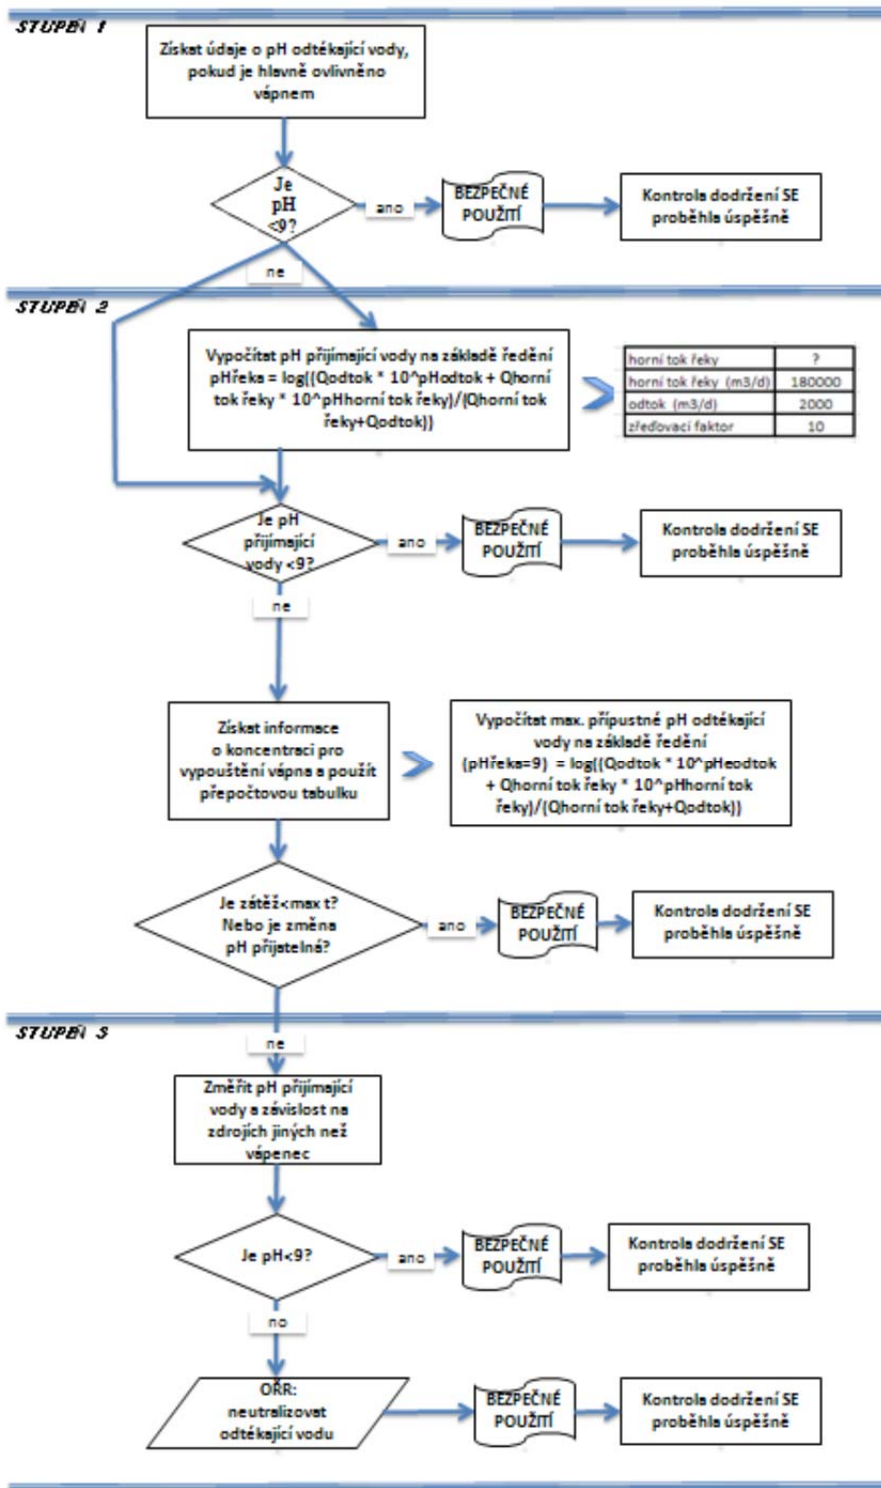 STUPEŇ 1
Získat údaje o pH odtékající vody,
pokud je hlavně ovlivněno
vápnem
Je
pH
<9?
ano
BEZPEČNÉ
POUŽITÍ
Kontrola dodržení SE
proběhla úspěšně
ne
STUPEŇ 2
Vypočítat pH přijímající vody na základě ředění
pHřeka = log((Qodtok * 10^pHodtok + Qhorní
tok řeky * 10^pHhorní tok řeky)/(Qhorní tok
řeky+Qodtok))
horní tok řeky ?
horní tok řeky (m3/d) 180000
odtok (m3/d) 2000
zřeďovací faktor 10
Je pH
přijímající
vody <9?
ano
BEZPEČNÉ
POUŽITÍ
Kontrola dodržení SE
proběhla úspěšně
ne
Získat informace
o koncentraci pro
vypouštění vápna a použít
přepočtovou tabulku
Vypočítat max. přípustné pH odtékající
vody na základě ředění
(pHřeka=9) = log((Qodtok * 10^pHeodtok
+ Qhorní tok řeky * 10^pHhorní tok
řeky)/(Qhorní tok řeky+Qodtok))
Je zátěž<max t?
Nebo je změna
pH přijatelná?
ano
BEZPEČNÉ
POUŽITÍ
Kontrola dodržení SE
proběhla úspěšně
STUPEŇ 3
ne
Změřit pH přijímající
vody a závislost na
zdrojích jiných než
vápenec
Je pH<9?
ano
BEZPEČNÉ
POUŽITÍ
Kontrola dodržení SE
proběhla úspěšně
no
OŘR:
neutralizovat
odtékající vodu
BEZPEČNÉ
POUŽITÍ
Kontrola dodržení SE
proběhla úspěšně